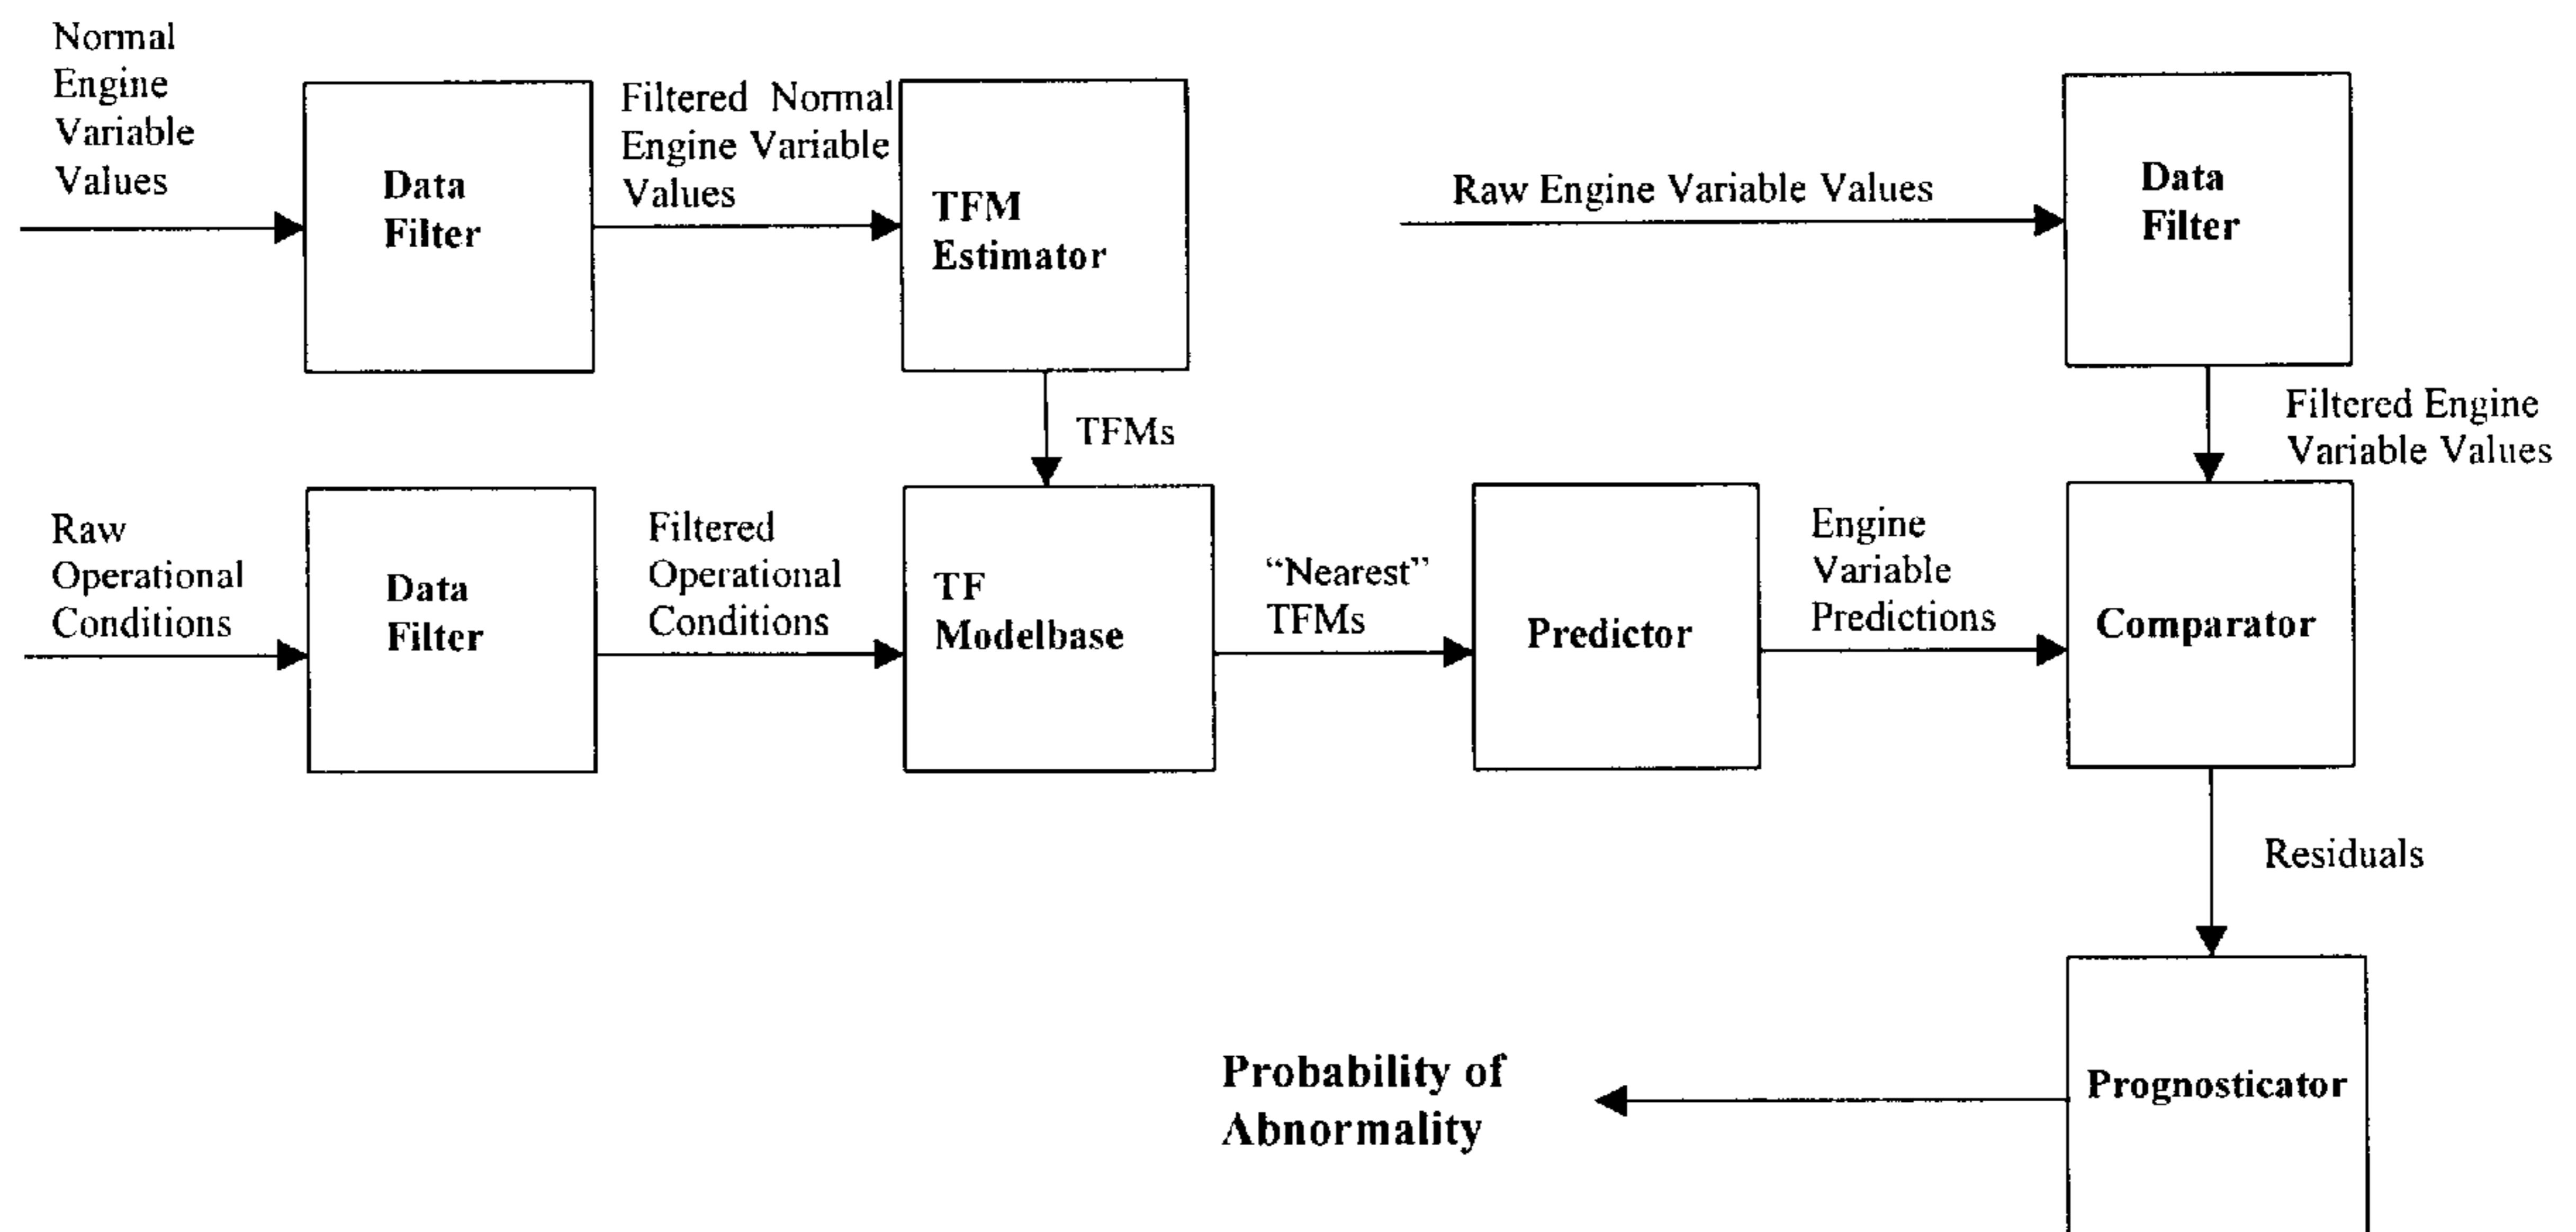 Normal
Engine
Variable
Values
Data
Filter
Filtered Normal
Engine Variable
Values
TFM
Estimator
Raw Engine Variable Values
Data
Filter
TFMs
Filtered Engine
Variable Values
Raw
Operational
Conditions
Data
Filter
Filtered
Operational
Conditions
TF
Modelbase
“Nearest”
TFMs
Predictor
Engine
Variable
Predictions
Comparator
Residuals
Probability of
Abnormality
Prognosticator